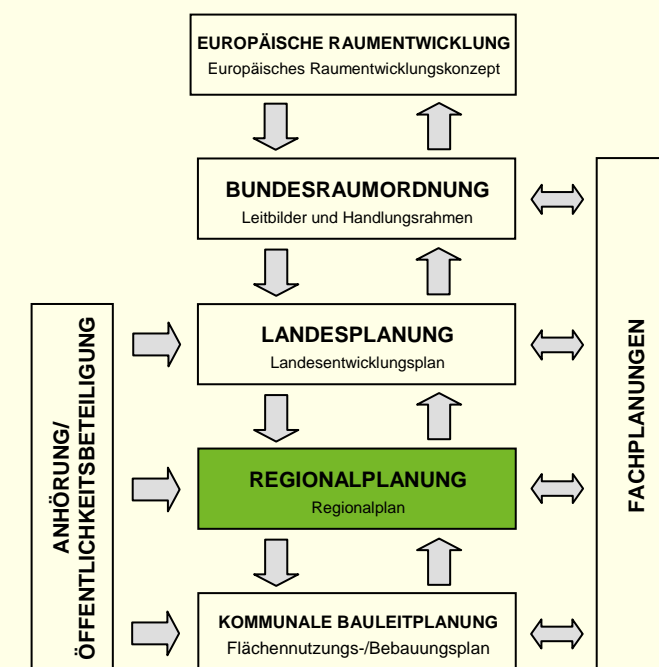 EUROPÄISCHE RAUMENTWICKLUNG
Europäisches Raumentwicklungskonzept
BUNDESRAUMORDNUNG
Leitbilder und Handlungsrahmen
LANDESPLANUNG
Landesentwicklungsplan
REGIONALPLANUNG
Regionalplan
KOMMUNALE BAULEITPLANUNG
Flächennutzungs-/Bebauungsplan
ANHÖRUNG/
ÖFFENTLICHKEITSBETEILIGUNG
FACHPLANUNGEN